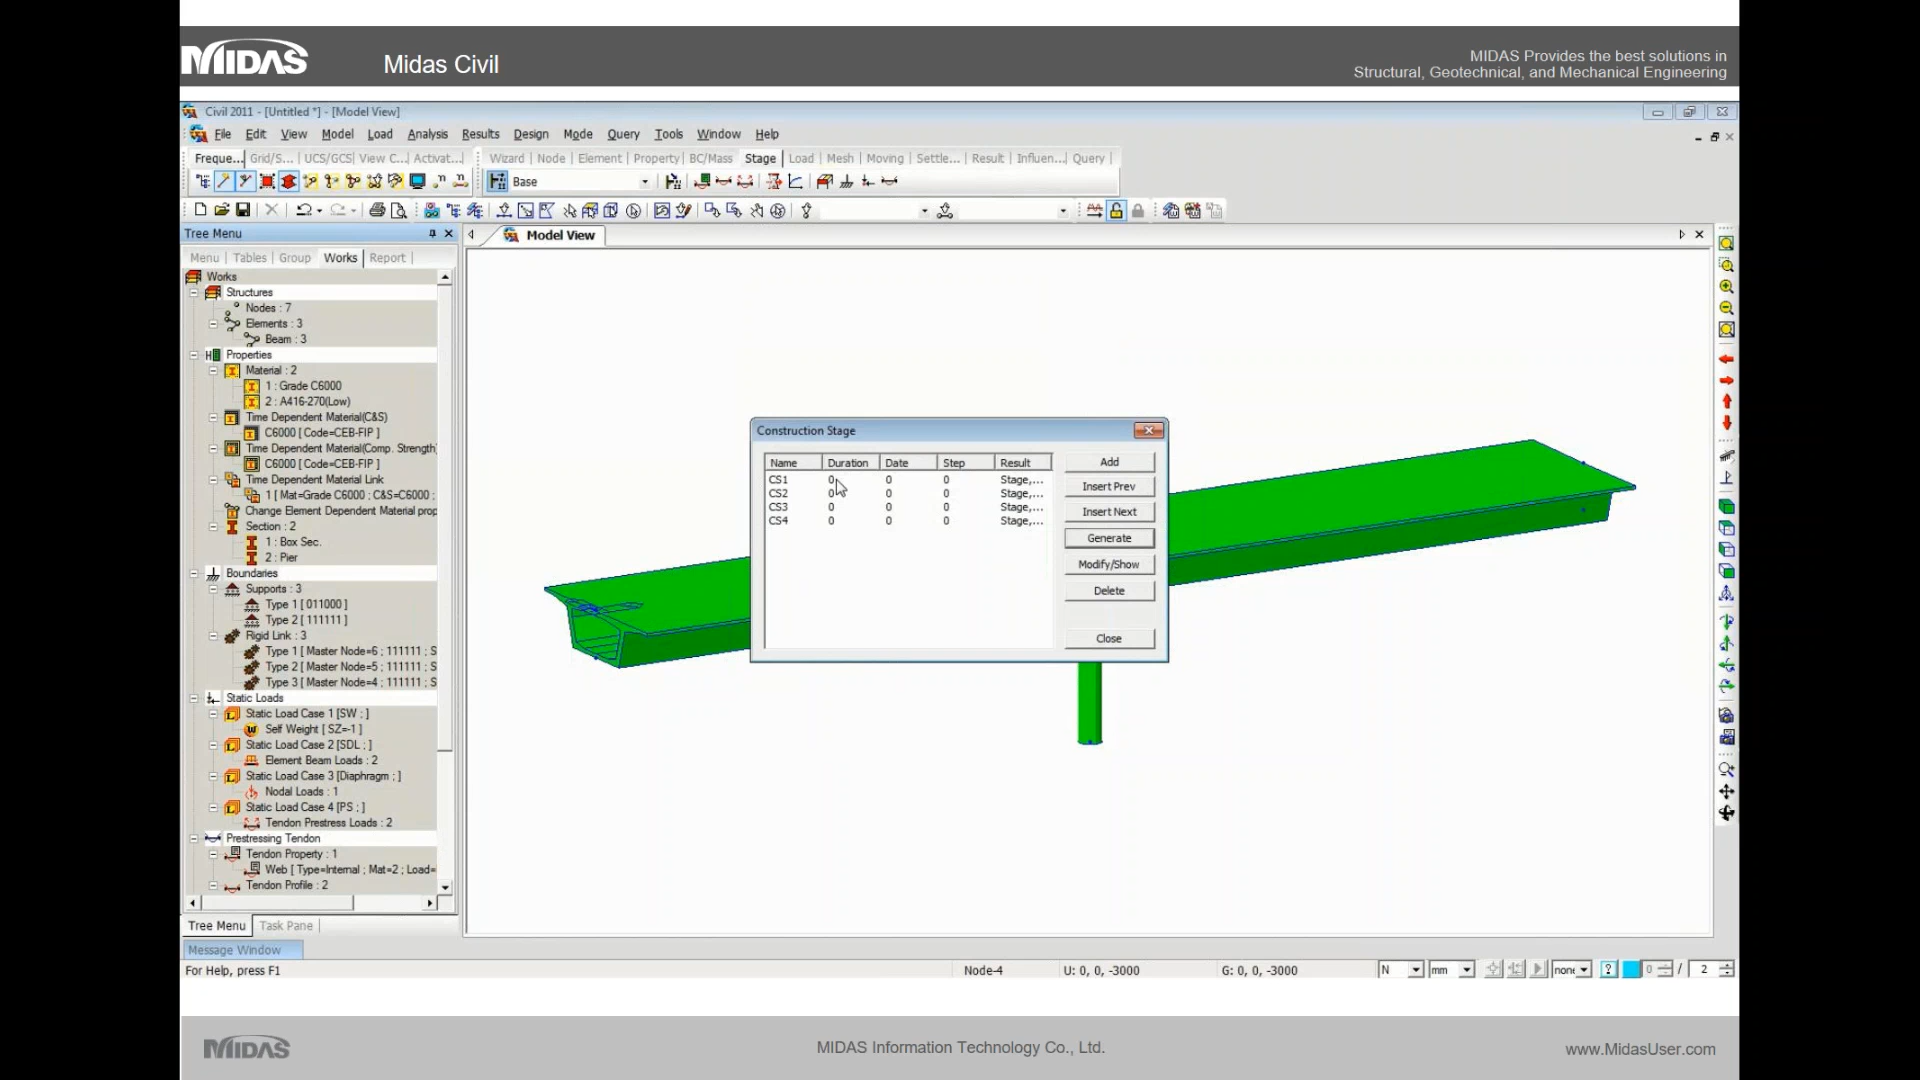 MIDAS
Midas Civil
MIDAS Provides the best solutions in
Structural, Geotechnical, and Mechanical Engineering
Civil 2011 - [Untitled *] - [Model View]
File Edit View Model Load Analysis Results Design Mode Query Tools Window Help
Freque... Grid/S... UCS/GCS View C... Activat... Wizard Node Element Property BC/Mass Stage Load Mesh Moving Settle... Result Influen... Query
Base
Tree Menu
Model View
Menu Tables Group Works Report
Works
Structures
Nodes : 7
Elements : 3
Beam : 3
Properties
Material : 2
1 : Grade C6000
2 : A416-270(Low)
Time Dependent Material(C&S)
C6000 [ Code=CEB-FIP ]
Time Dependent Material(Comp. Strength)
C6000 [ Code=CEB-FIP ]
Time Dependent Material Link
1 [ Mat=Grade C6000 ; C&S=C6000 ;
Change Element Dependent Material prop
Section : 2
1 : Box Sec.
2 : Pier
Boundaries
Supports : 3
Type 1 [ 011000 ]
Type 2 [ 111111 ]
Rigid Link : 3
Type 1 [ Master Node=6 ; 111111 ; S
Type 2 [ Master Node=5 ; 111111 ; S
Type 3 [ Master Node=4 ; 111111 ; S
Static Loads
Static Load Case 1 [SW ; ]
Self Weight [ SZ=-1 ]
Static Load Case 2 [SDL ; ]
Element Beam Loads : 2
Static Load Case 3 [Diaphragm ; ]
Nodal Loads : 1
Static Load Case 4 [PS ; ]
Tendon Prestress Loads : 2
Prestressing Tendon
Tendon Property : 1
Web [ Type=Internal ; Mat=2 ; Load=
Tendon Profile : 2
Tree Menu Task Pane
Message Window
Construction Stage
Name Duration Date Step Result
CS1 0 0 0 Stage,...
CS2 0 0 0 Stage,...
CS3 0 0 0 Stage,...
CS4 0 0 0 Stage,...
Add
Insert Prev
Insert Next
Generate
Modify/Show
Delete
Close
For Help, press F1
Node-4
U: 0, 0, -3000
G: 0, 0, -3000
N
mm
none
?
0 / 2
MIDAS
MIDAS Information Technology Co., Ltd.
www.MidasUser.com